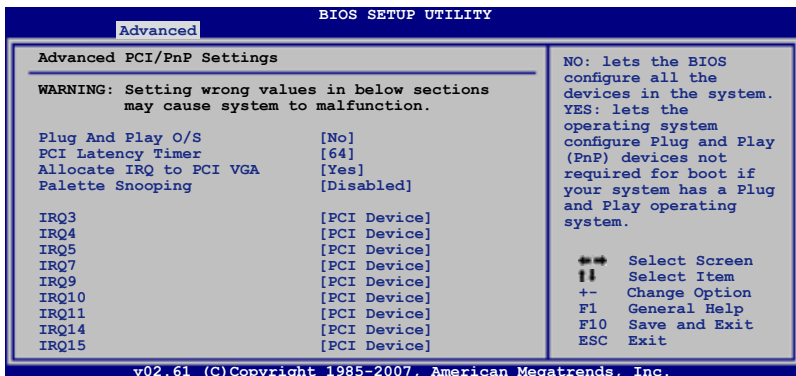 BIOS SETUP UTILITY
Advanced
Advanced PCI/PnP Settings
WARNING: Setting wrong values in below sections
may cause system to malfunction.
Plug And Play O/S [No]
PCI Latency Timer [64]
Allocate IRQ to PCI VGA [Yes]
Palette Snooping [Disabled]
IRQ3 [PCI Device]
IRQ4 [PCI Device]
IRQ5 [PCI Device]
IRQ7 [PCI Device]
IRQ9 [PCI Device]
IRQ10 [PCI Device]
IRQ11 [PCI Device]
IRQ14 [PCI Device]
IRQ15 [PCI Device]
NO: lets the BIOS
configure all the
devices in the system.
YES: lets the
operating system
configure Plug and Play
(PnP) devices not
required for boot if
your system has a Plug
and Play operating
system.
Select Screen
Select Item
+- Change Option
F1 General Help
F10 Save and Exit
ESC Exit
v02.61 (C)Copyright 1985-2007, American Megatrends, Inc.